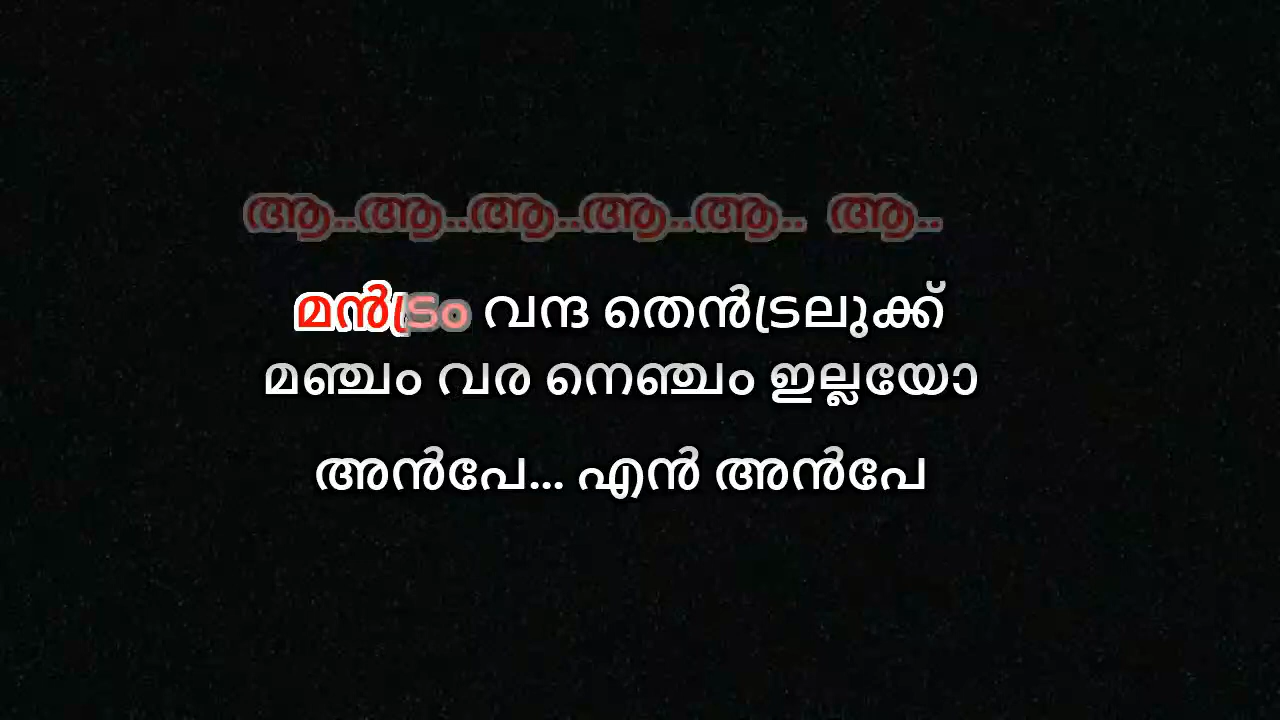 ആ..ആ..ആ..ആ..ആ.. ആ..
മൻട്രം വന്ദ തെൻട്രലുക്ക്
മഞ്ചം വര നെഞ്ചം ഇല്ലയോ
അൻപേ... എൻ അൻപേ